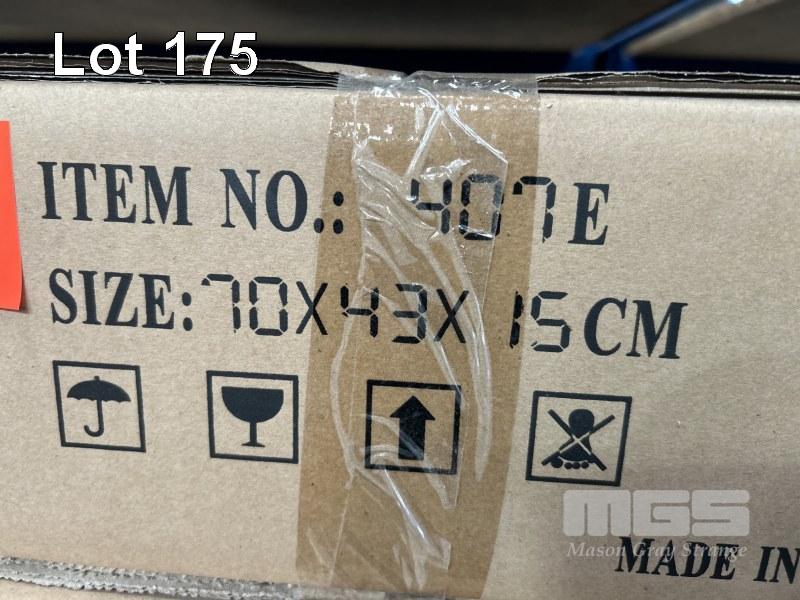 Lot 175
ITEM NO.: 407E
SIZE: 70X43X 15CM
MGS
Mason Gray Strange
MADE IN